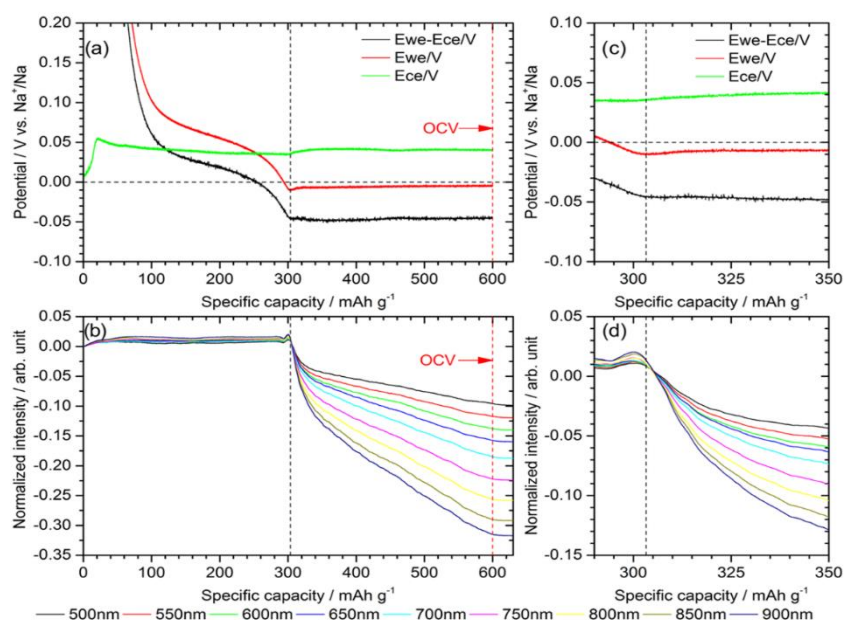 (a)
Ewe-Ece/V
Ewe/V
Ece/V
OCV
0.20
0.15
0.10
0.05
0.00
-0.05
-0.10
Potential / V vs. Na⁺/Na
0 100 200 300 400 500 600
Specific capacity / mAh g⁻¹
(c)
Ewe-Ece/V
Ewe/V
Ece/V
0.10
0.05
0.00
-0.05
-0.10
Potential / V vs. Na⁺/Na
300 325 350
Specific capacity / mAh g⁻¹
(b)
OCV
0.05
0.00
-0.05
-0.10
-0.15
-0.20
-0.25
-0.30
-0.35
Normalized intensity / arb. unit
0 100 200 300 400 500 600
Specific capacity / mAh g⁻¹
(d)
0.05
0.00
-0.05
-0.10
-0.15
Normalized intensity / arb. unit
300 325 350
Specific capacity / mAh g⁻¹
500nm 550nm 600nm 650nm 700nm 750nm 800nm 850nm 900nm